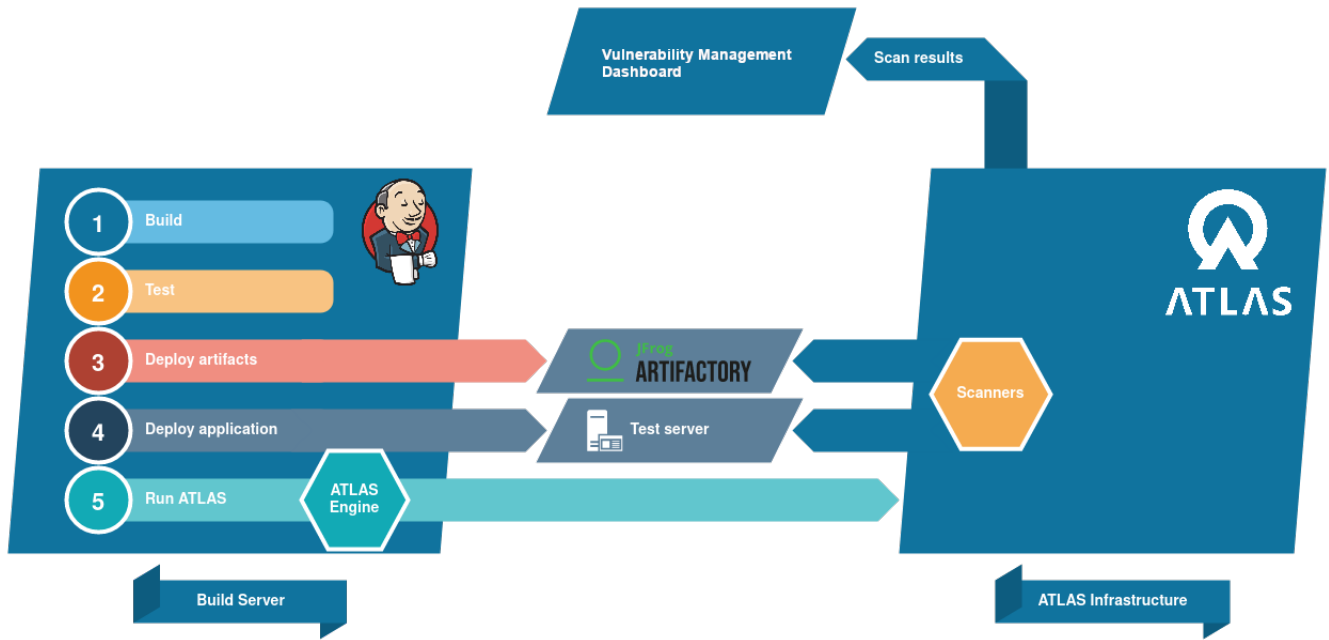 Vulnerability Management
Dashboard
Scan results
1
Build
2
Test
3
Deploy artifacts
JFrog
ARTIFACTORY
4
Deploy application
Test server
5
Run ATLAS
ATLAS
Engine
ATLAS
Scanners
Build Server
ATLAS Infrastructure